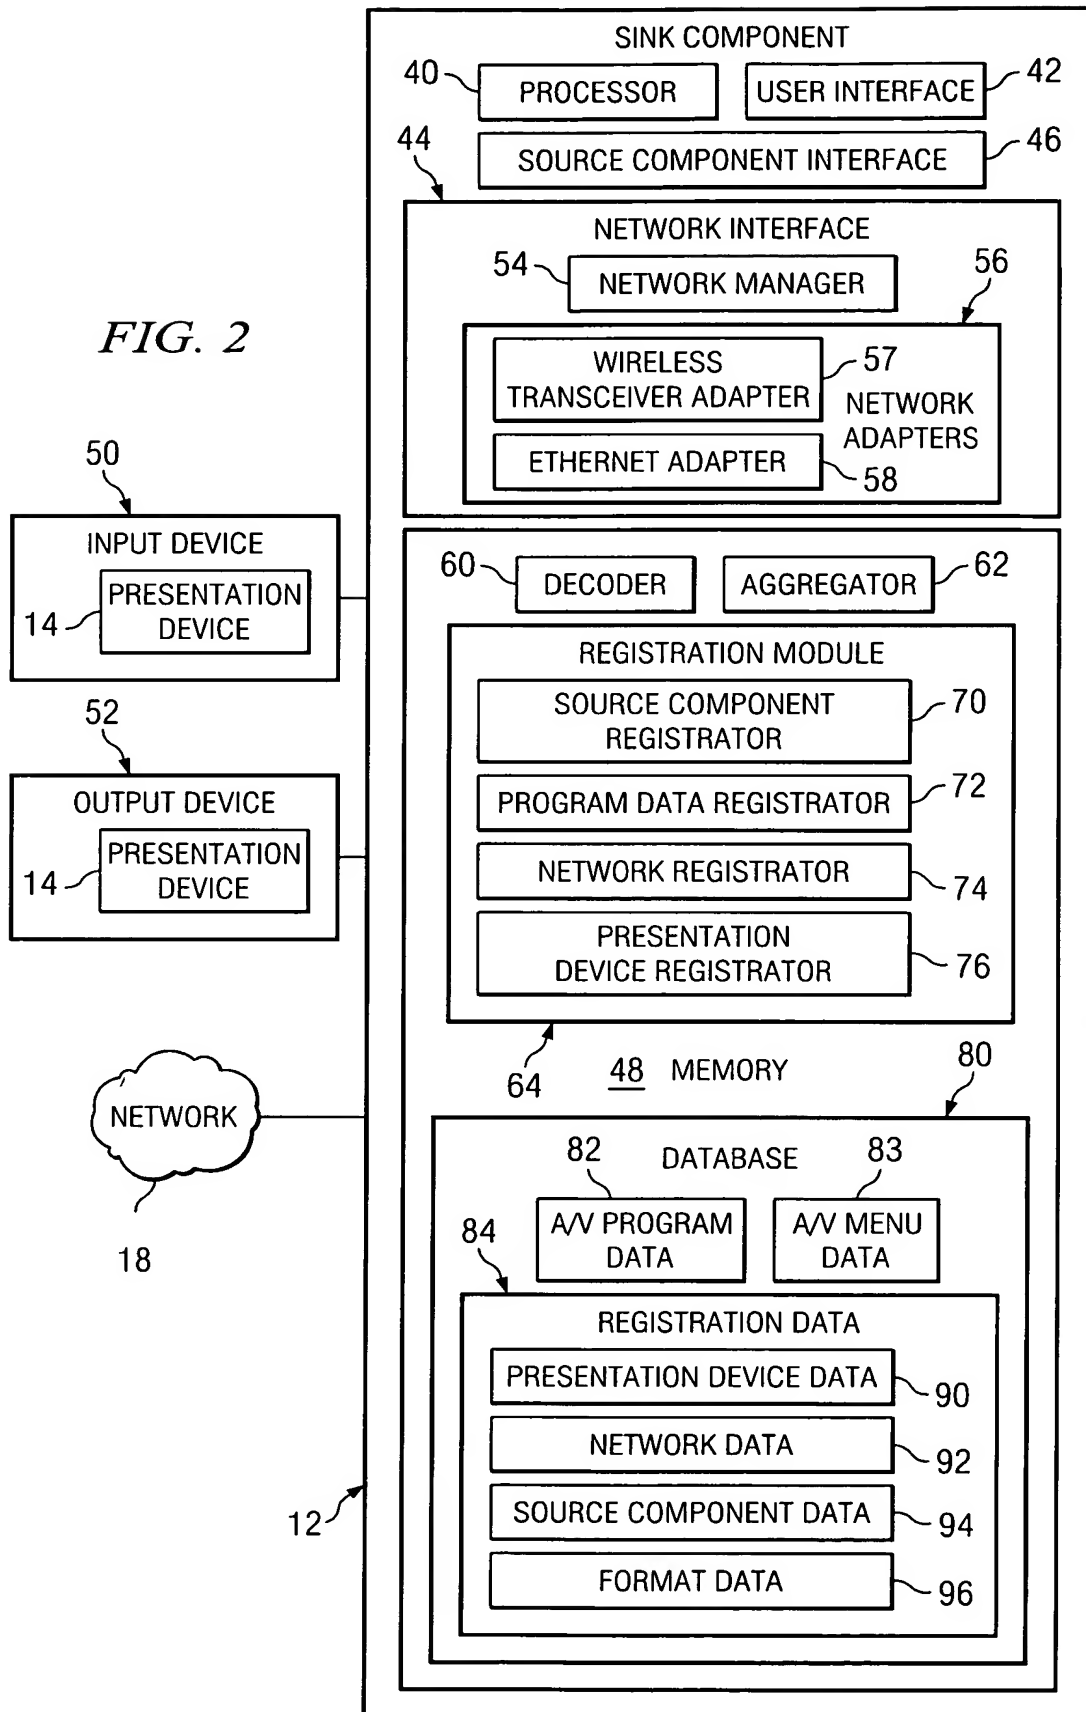 SINK COMPONENT
40
PROCESSOR
USER INTERFACE
42
44
SOURCE COMPONENT INTERFACE
46
NETWORK INTERFACE
54
NETWORK MANAGER
56
FIG. 2
WIRELESS
TRANSCEIVER ADAPTER
57
NETWORK
ADAPTERS
ETHERNET ADAPTER
58
50
INPUT DEVICE
14
PRESENTATION
DEVICE
52
OUTPUT DEVICE
14
PRESENTATION
DEVICE
60
DECODER
AGGREGATOR
62
REGISTRATION MODULE
SOURCE COMPONENT
REGISTRATOR
70
PROGRAM DATA REGISTRATOR
72
NETWORK REGISTRATOR
74
PRESENTATION
DEVICE REGISTRATOR
76
64
48 MEMORY
80
NETWORK
18
82
DATABASE
83
84
A/V PROGRAM
DATA
A/V MENU
DATA
REGISTRATION DATA
PRESENTATION DEVICE DATA
90
NETWORK DATA
92
SOURCE COMPONENT DATA
94
12
FORMAT DATA
96